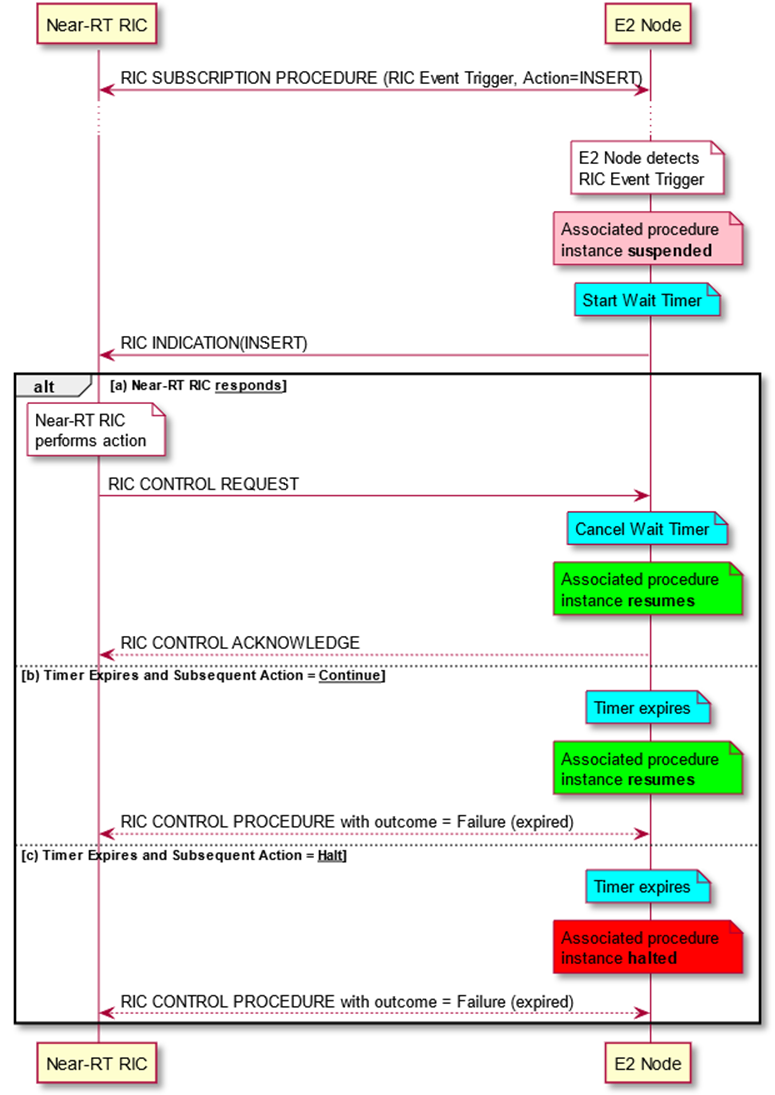 Near-RT RIC
E2 Node
RIC SUBSCRIPTION PROCEDURE (RIC Event Trigger, Action=INSERT)
E2 Node detects
RIC Event Trigger
Associated procedure
instance suspended
Start Wait Timer
RIC INDICATION(INSERT)
alt
[a) Near-RT RIC responds]
Near-RT RIC
performs action
RIC CONTROL REQUEST
Cancel Wait Timer
Associated procedure
instance resumes
RIC CONTROL ACKNOWLEDGE
[b) Timer Expires and Subsequent Action = Continue]
Timer expires
Associated procedure
instance resumes
RIC CONTROL PROCEDURE with outcome = Failure (expired)
[c) Timer Expires and Subsequent Action = Halt]
Timer expires
Associated procedure
instance halted
RIC CONTROL PROCEDURE with outcome = Failure (expired)
Near-RT RIC
E2 Node